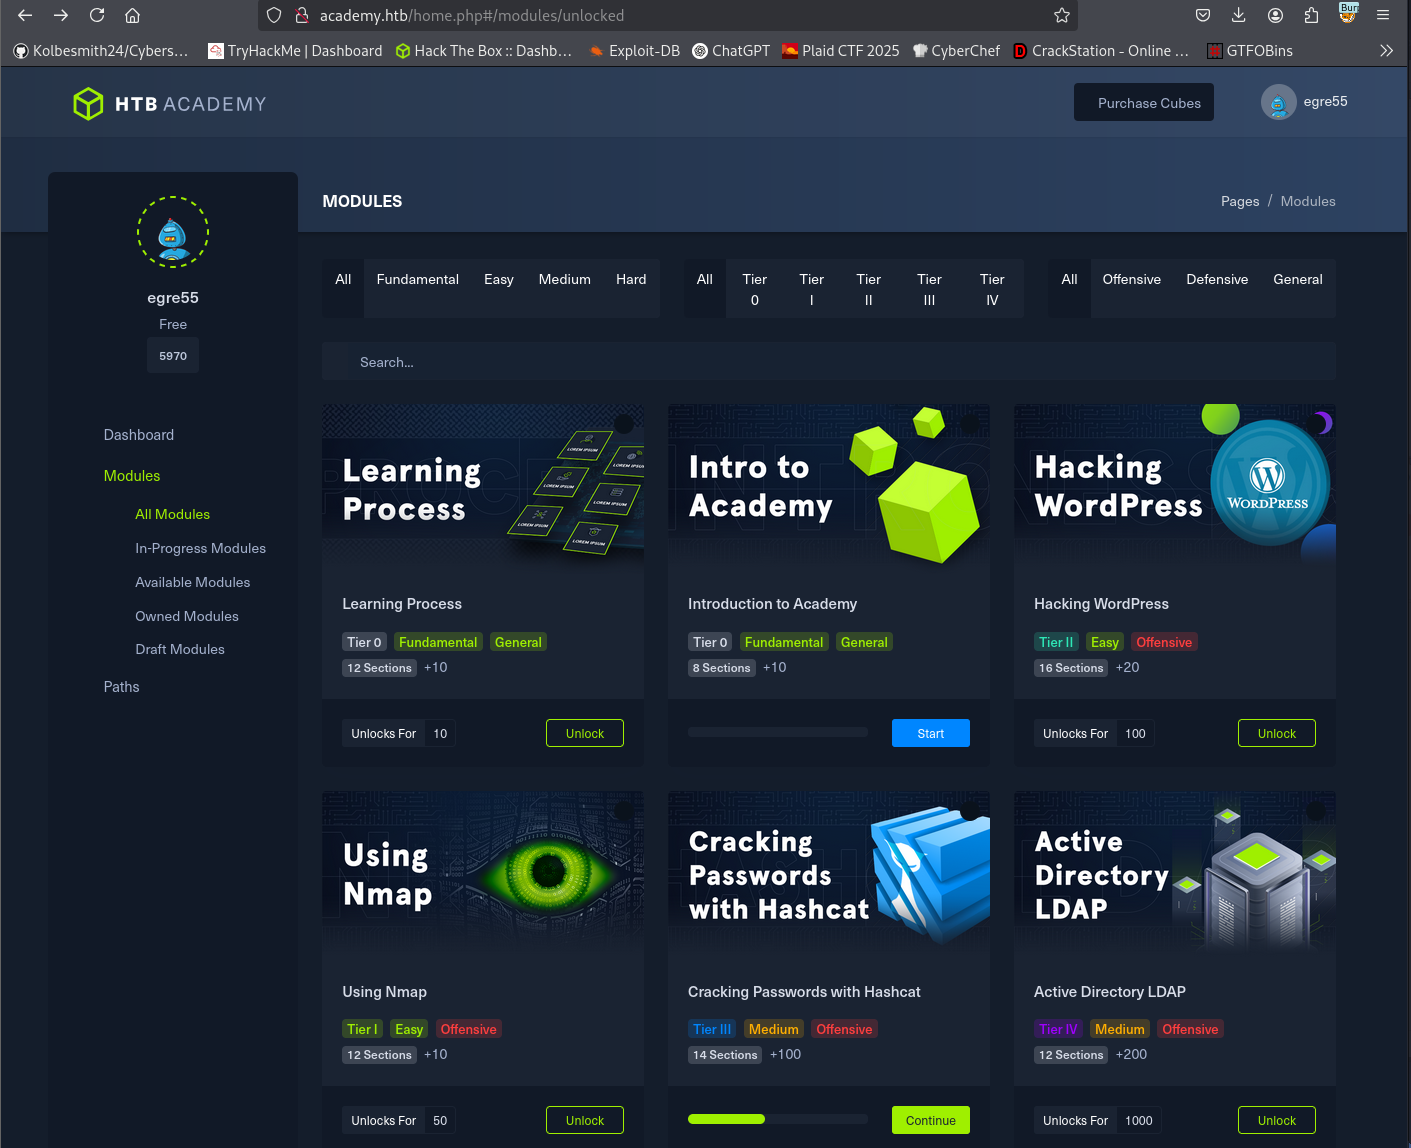 academy.htb/home.php#/modules/unlocked
Kolbesmith24/Cybers… TryHackMe | Dashboard Hack The Box :: Dashb… Exploit-DB ChatGPT Plaid CTF 2025 CyberChef CrackStation - Online … GTFOBins
HTB ACADEMY
Purchase Cubes
egre55
egre55
Free
5970
Dashboard
Modules
All Modules
In-Progress Modules
Available Modules
Owned Modules
Draft Modules
Paths
MODULES
Pages / Modules
All Fundamental Easy Medium Hard
All Tier 0 Tier I Tier II Tier III Tier IV
All Offensive Defensive General
Search...
Learning
Process
LOREM IPSUM
LOREM IPSUM
LOREM IPSUM
LOREM IPSUM
LOREM IPSUM
LOREM IPSUM
Learning Process
Tier 0 Fundamental General
12 Sections +10
Unlocks For 10 Unlock
Intro to
Academy
Introduction to Academy
Tier 0 Fundamental General
8 Sections +10
Start
Hacking
WordPress
WORDPRESS
Hacking WordPress
Tier II Easy Offensive
16 Sections +20
Unlocks For 100 Unlock
Using
Nmap
Using Nmap
Tier I Easy Offensive
12 Sections +10
Unlocks For 50 Unlock
Cracking
Passwords
with Hashcat
Cracking Passwords with Hashcat
Tier III Medium Offensive
14 Sections +100
Continue
Active
Directory
LDAP
Active Directory LDAP
Tier IV Medium Offensive
12 Sections +200
Unlocks For 1000 Unlock